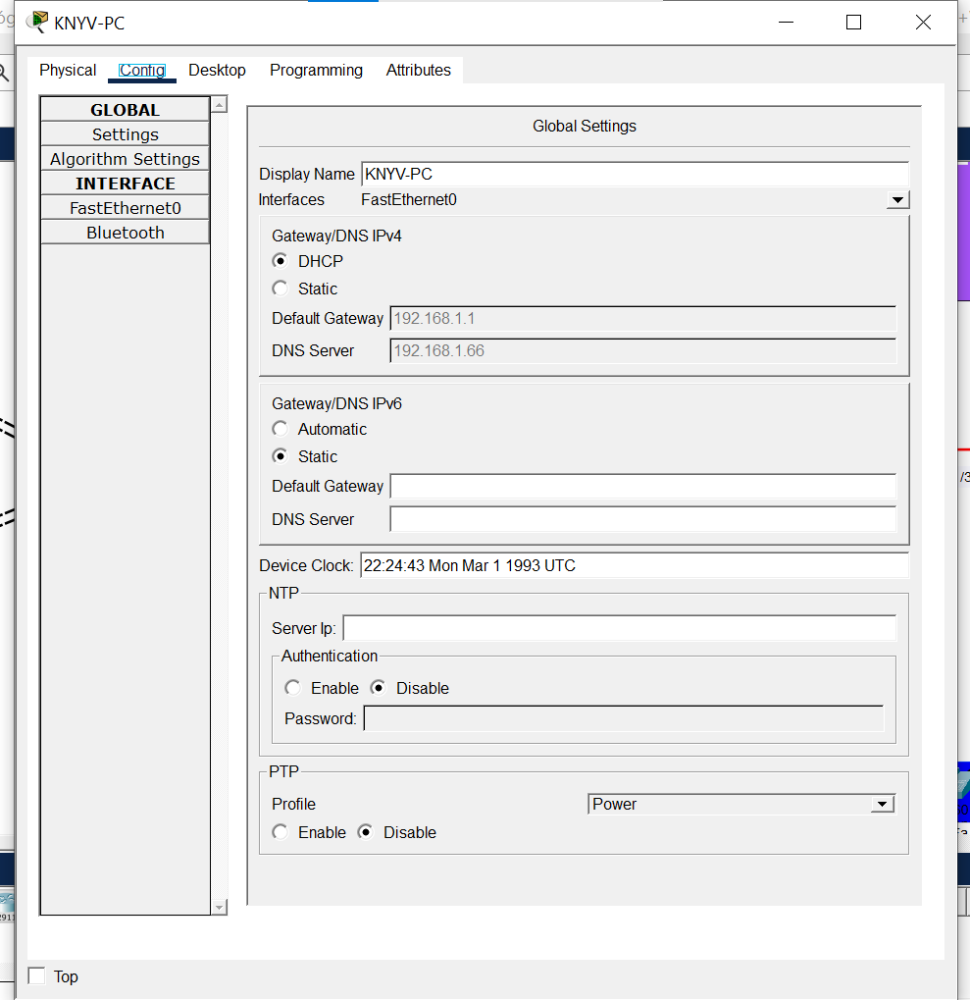 KNYV-PC
Physical Config Desktop Programming Attributes
GLOBAL
Settings
Algorithm Settings
INTERFACE
FastEthernet0
Bluetooth
Global Settings
Display Name KNYV-PC
Interfaces FastEthernet0
Gateway/DNS IPv4
DHCP
Static
Default Gateway 192.168.1.1
DNS Server 192.168.1.66
Gateway/DNS IPv6
Automatic
Static
Default Gateway
DNS Server
Device Clock: 22:24:43 Mon Mar 1 1993 UTC
NTP
Server Ip:
Authentication
Enable Disable
Password:
PTP
Profile Power
Enable Disable
Top
/3
2911